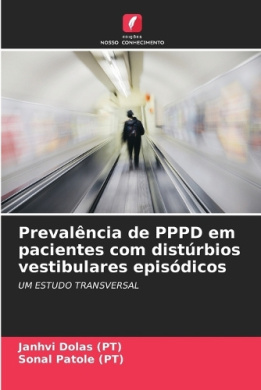 edições
NOSSO CONHECIMENTO
Prevalência de PPPD em
pacientes com distúrbios
vestibulares episódicos
UM ESTUDO TRANSVERSAL
Janhvi Dolas (PT)
Sonal Patole (PT)